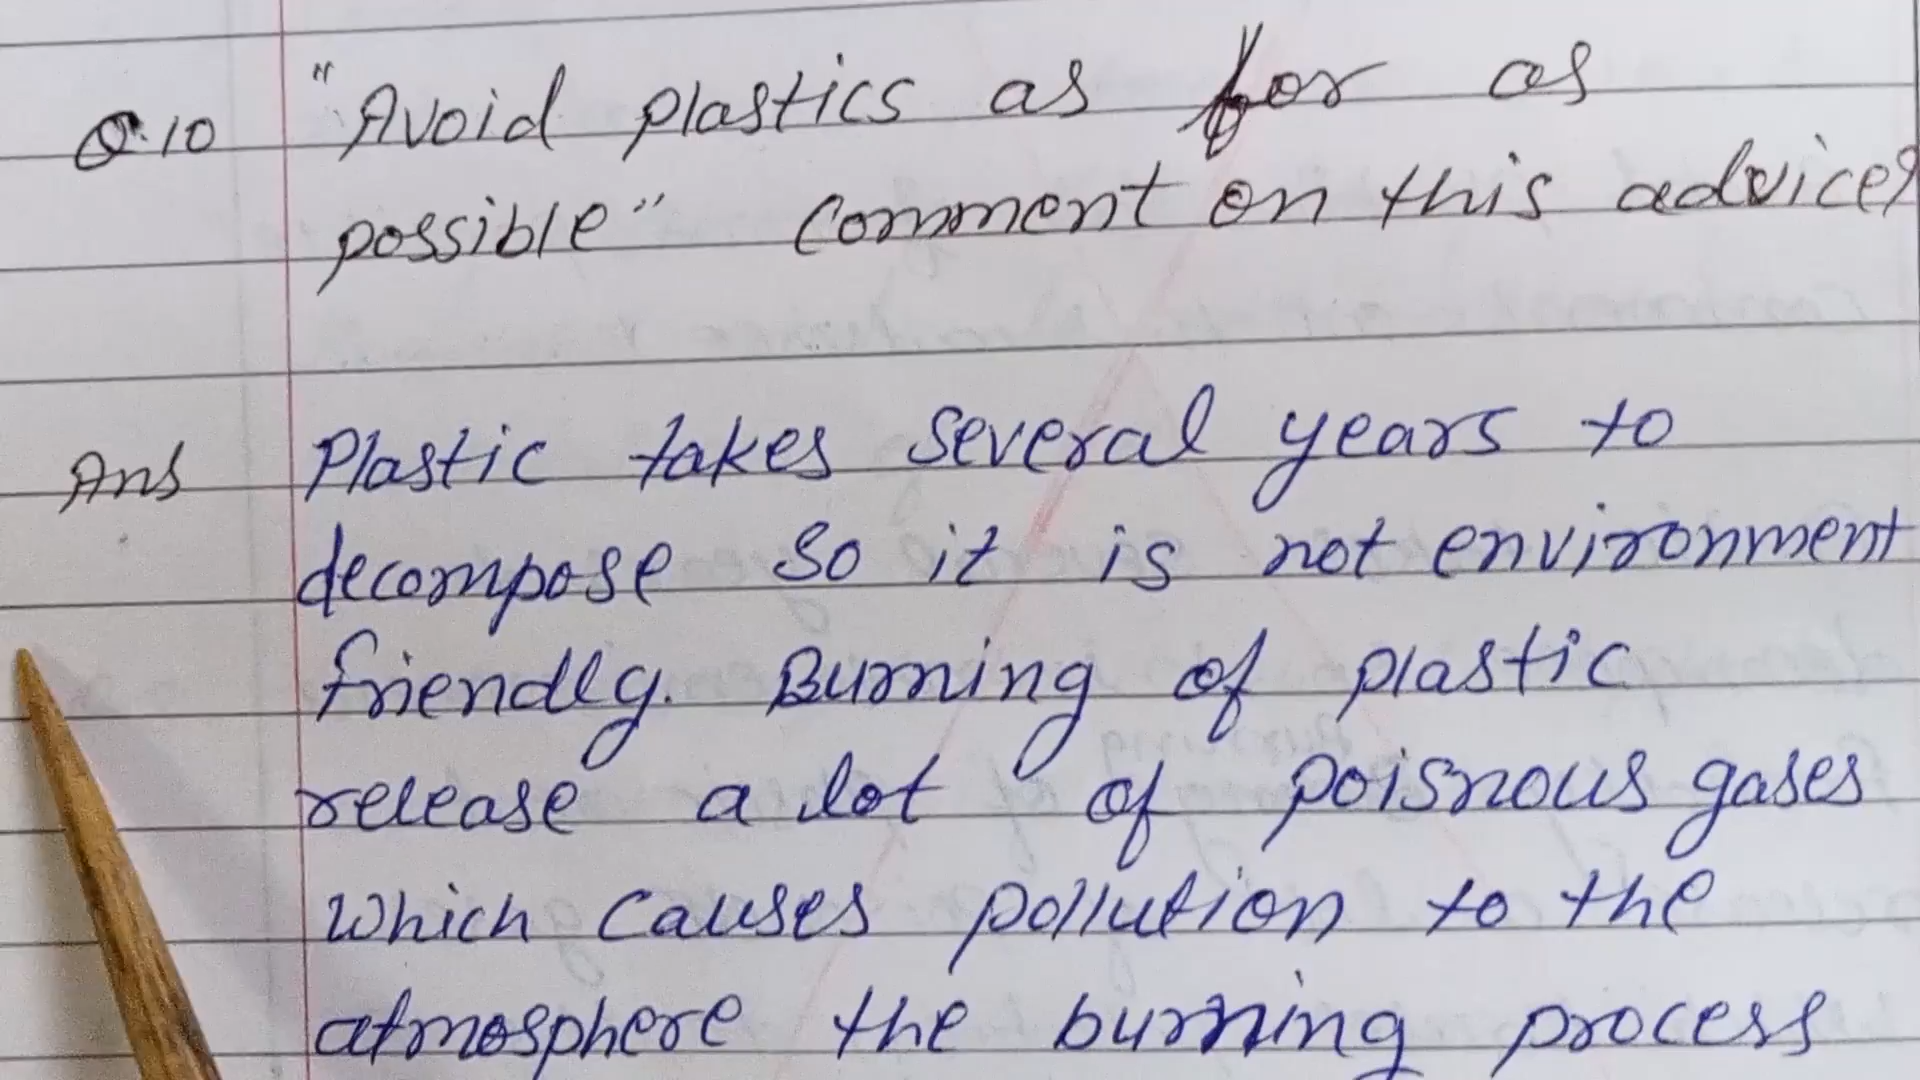 Q.10 "Avoid plastics as far as
possible" Comment on this advice?
Ans Plastic takes several years to
decompose So it is not environment
friendly. Burning of plastic
release a lot of poisnous gases
which causes pollution to the
atmosphere the burning process